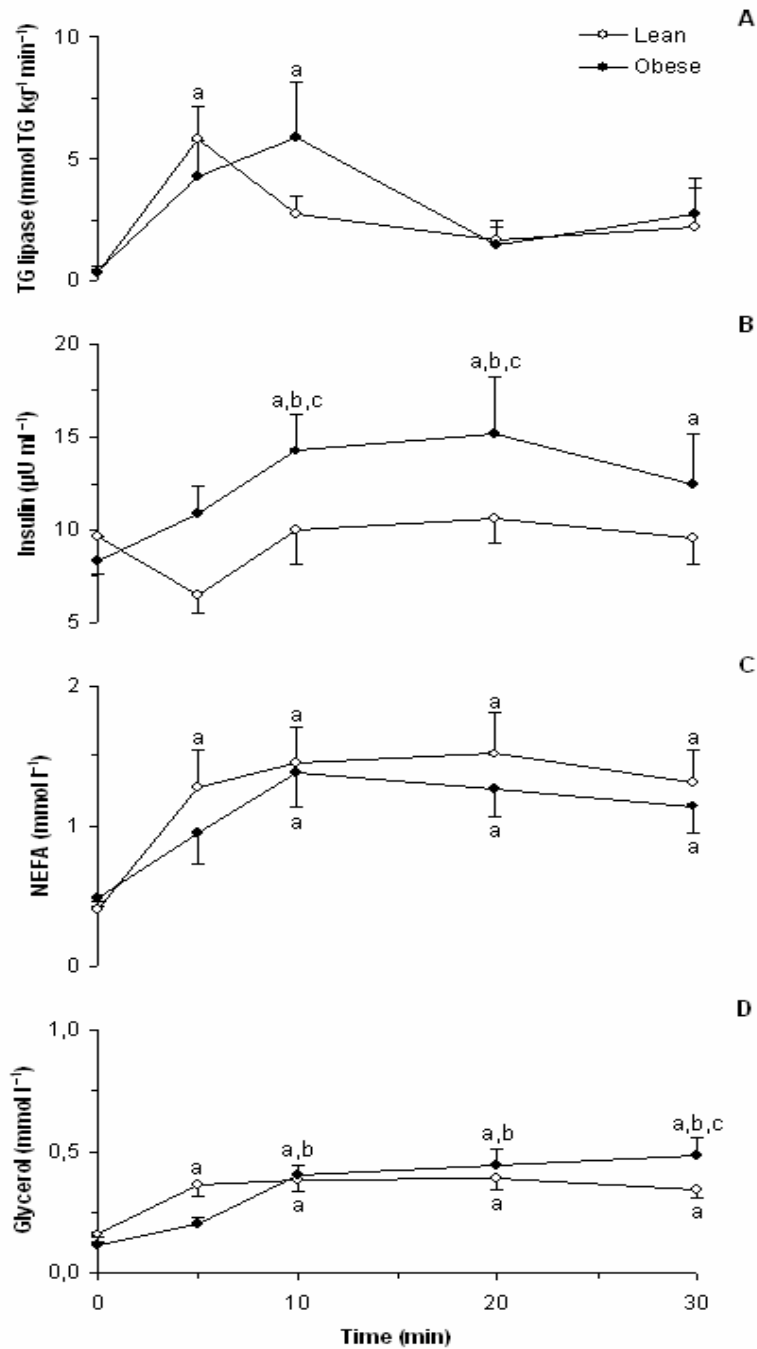 A
Lean
Obese
TG lipase (mmol TG kg⁻¹ min⁻¹)
10
5
0
a
a
B
Insulin (µU ml⁻¹)
20
15
10
5
a,b,c
a,b,c
a
C
NEFA (mmol l⁻¹)
2
1
0
a
a
a
a
a
a
a
D
Glycerol (mmol l⁻¹)
1,0
0,5
0,0
a
a,b
a,b
a,b,c
a
a
a
0
10
20
30
Time (min)